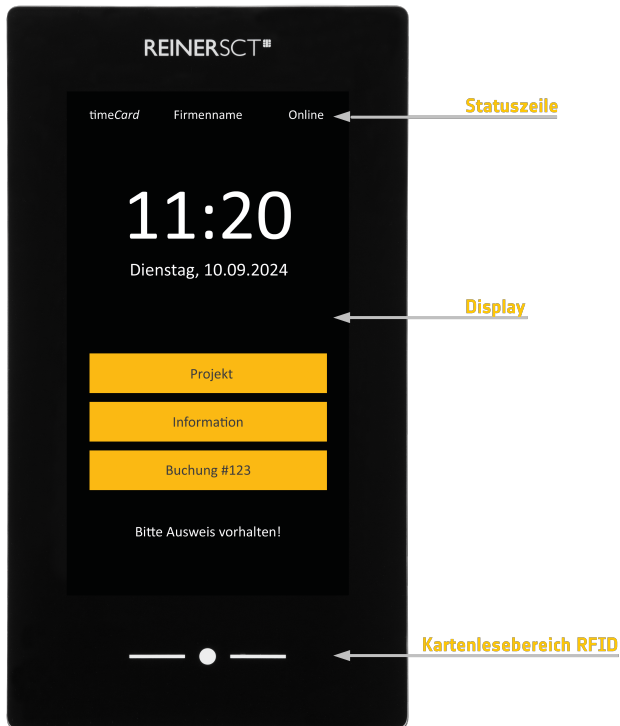 REINERSCT
timeCard Firmenname Online
Statuszeile
11:20
Dienstag, 10.09.2024
Display
Projekt
Information
Buchung #123
Bitte Ausweis vorhalten!
Kartenlesebereich RFID